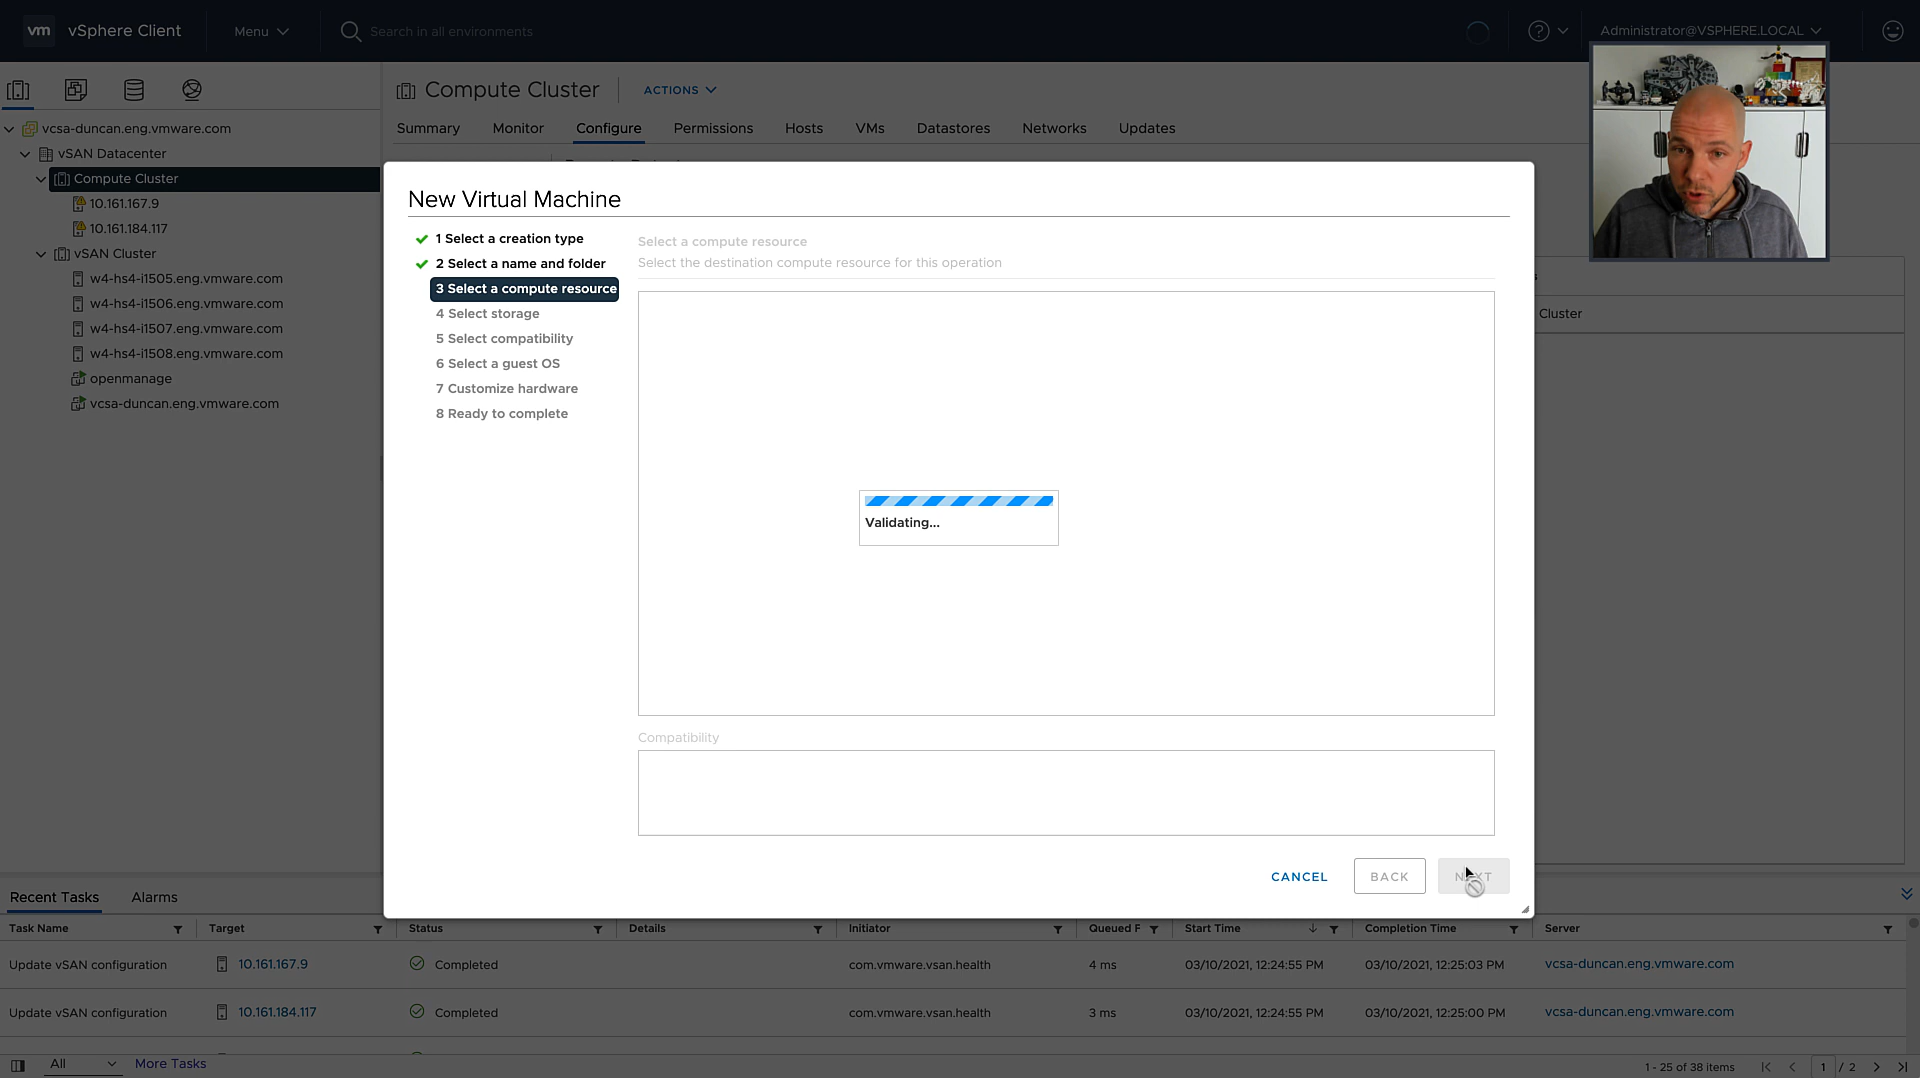 vm vSphere Client Menu Search in all environments Administrator@VSPHERE.LOCAL
Compute Cluster ACTIONS
Summary Monitor Configure Permissions Hosts VMs Datastores Networks Updates
vcsa-duncan.eng.vmware.com
vSAN Datacenter
Compute Cluster
10.161.167.9
10.161.184.117
vSAN Cluster
w4-hs4-i1505.eng.vmware.com
w4-hs4-i1506.eng.vmware.com
w4-hs4-i1507.eng.vmware.com
w4-hs4-i1508.eng.vmware.com
openmanage
vcsa-duncan.eng.vmware.com
New Virtual Machine
1 Select a creation type
2 Select a name and folder
3 Select a compute resource
4 Select storage
5 Select compatibility
6 Select a guest OS
7 Customize hardware
8 Ready to complete
Select a compute resource
Select the destination compute resource for this operation
Validating...
Compatibility
CANCEL BACK NEXT
Cluster
Recent Tasks Alarms
Task Name Target Status Details Initiator Queued F Start Time Completion Time Server
Update vSAN configuration 10.161.167.9 Completed com.vmware.vsan.health 4 ms 03/10/2021, 12:24:55 PM 03/10/2021, 12:25:03 PM vcsa-duncan.eng.vmware.com
Update vSAN configuration 10.161.184.117 Completed com.vmware.vsan.health 3 ms 03/10/2021, 12:24:55 PM 03/10/2021, 12:25:00 PM vcsa-duncan.eng.vmware.com
All More Tasks 1 - 25 of 38 items 1 / 2